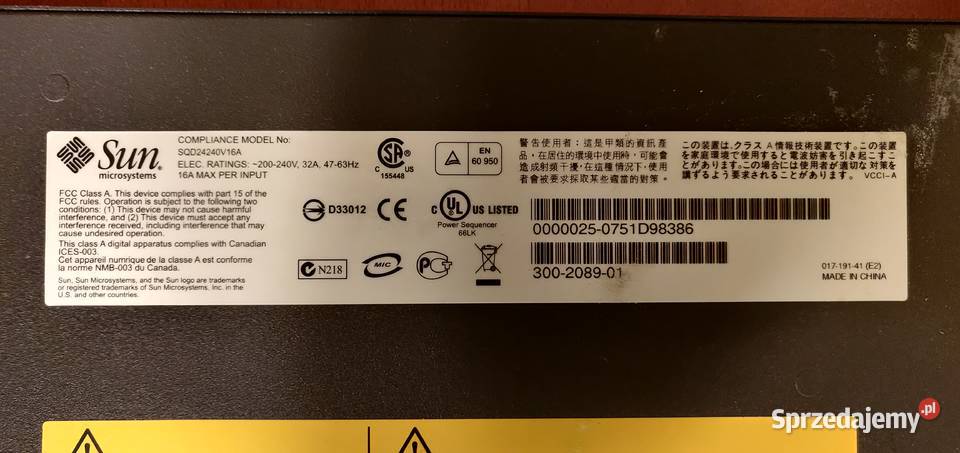 Sun
microsystems
COMPLIANCE MODEL No:
SQD24240V16A
ELEC. RATINGS: ~200-240V, 32A, 47-63Hz
16A MAX PER INPUT
FCC Class A. This device complies with part 15 of the
FCC rules. Operation is subject to the following two
conditions: (1) This device may not cause harmful
interference, and (2) This device must accept any
interference received, including interference that may
cause undesired operation.
This class A digital apparatus complies with Canadian
ICES-003.
Cet appareil numrique de la classe A est conforme
la norme NMB-003 du Canada.
Sun, Sun Microsystems, and the Sun logo are trademarks
or registered trademarks of Sun Microsystems, Inc. in the
U.S. and other countries.
SA ®
C US
155448
EN
60 950
D33012
CE
C UL ® US LISTED
Power Sequencer
66LK
N218
MIC
警告使用者：這是甲類的資訊產
品，在居住的環境中使用時，可能會
造成射頻干擾，在這種情況下，使用
者會被要求採取某些適當的對策。
この装置は、クラス A 情報技術装置です。この装置
を家庭環境で使用すると電波妨害を引き起こすこ
とがあります。この場合には使用者が適切な対策を
講ずるよう要求されることがあります。 VCCI-A
0000025-0751D98386
300-2089-01
017-191-41 (E2)
MADE IN CHINA
Sprzedajemy.pl